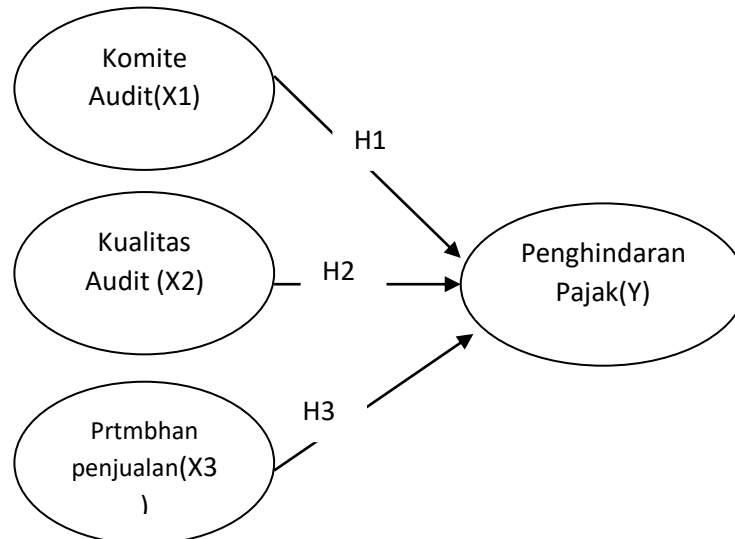 Komite
Audit(X1)
H1
Kualitas
Audit (X2)
H2
Penghindaran
Pajak(Y)
H3
Prtmbhan
penjualan(X3
)